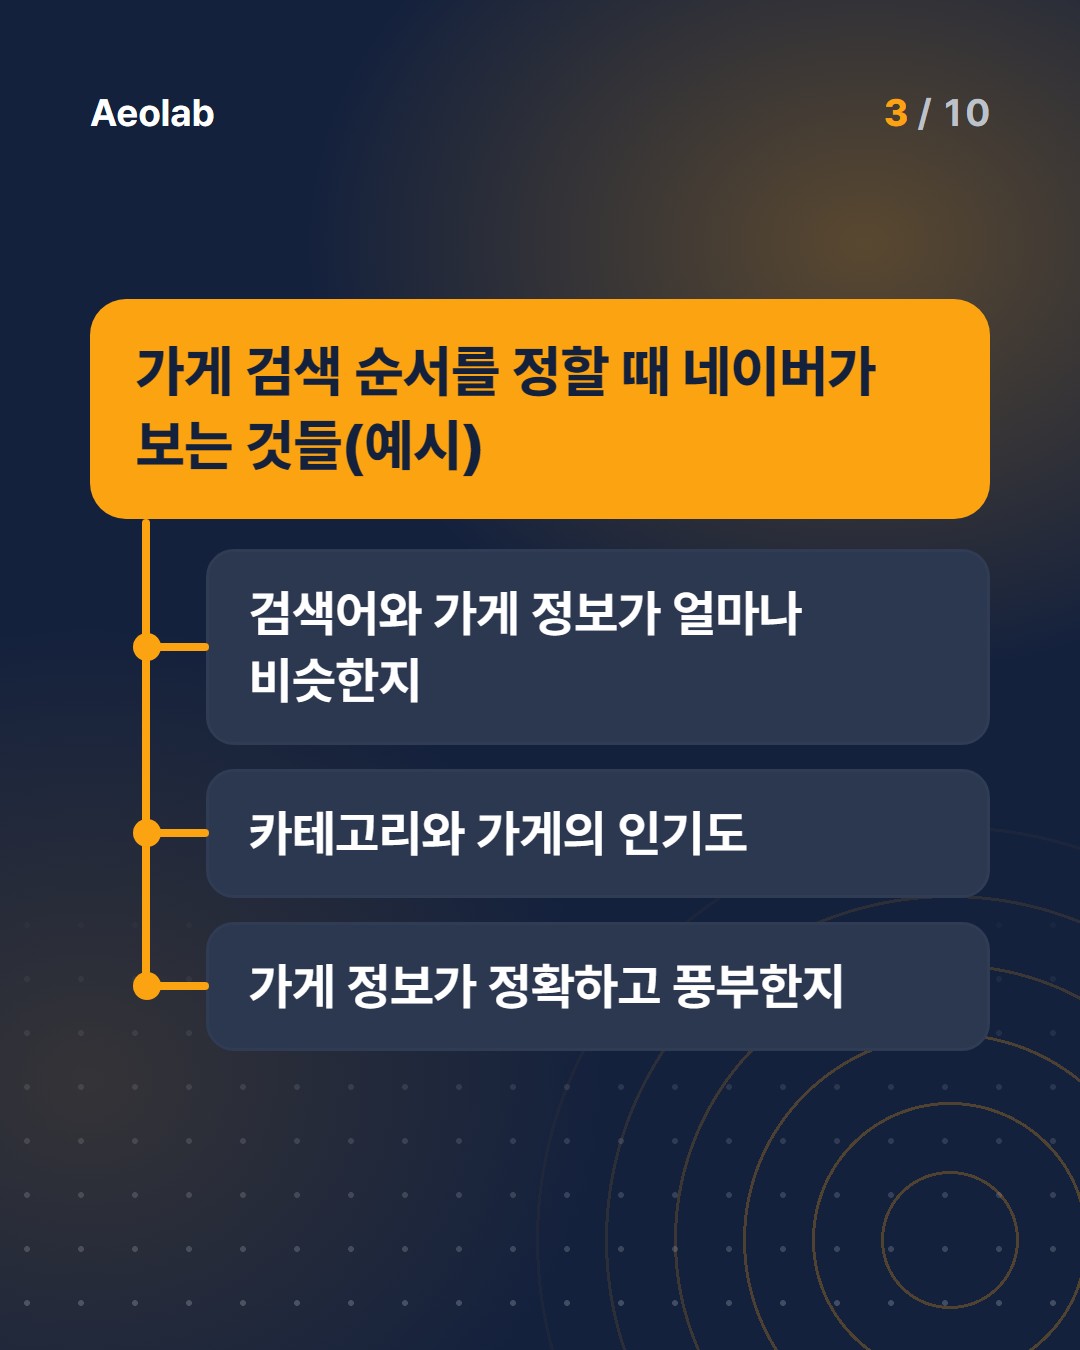 Aeolab
3 / 10
가게 검색 순서를 정할 때 네이버가
보는 것들(예시)
검색어와 가게 정보가 얼마나
비슷한지
카테고리와 가게의 인기도
가게 정보가 정확하고 풍부한지